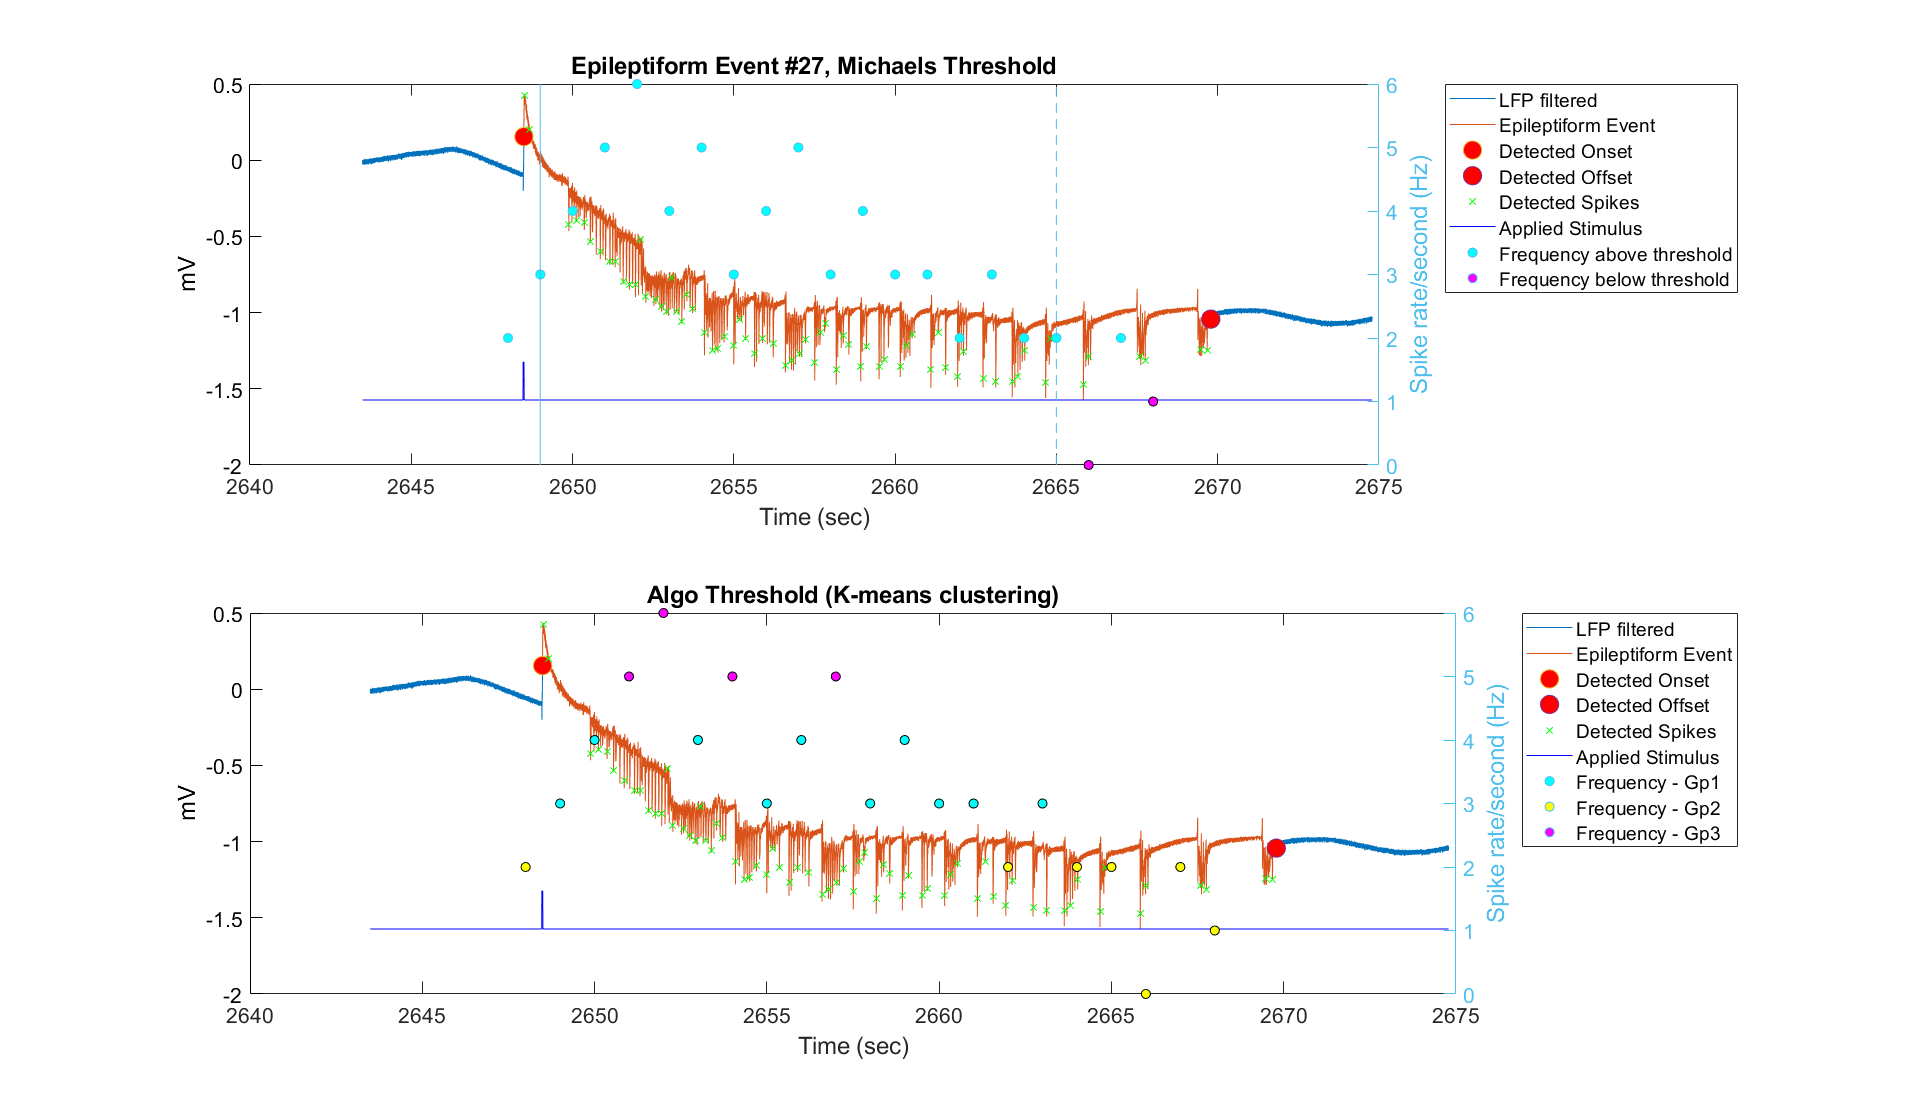 Epileptiform Event #27, Michaels Threshold
0.5
0
-0.5
-1
-1.5
-2
mV
2640 2645 2650 2655 2660 2665 2670 2675
Time (sec)
6
5
4
3
2
1
0
Spike rate/second (Hz)
LFP filtered
Epileptiform Event
Detected Onset
Detected Offset
Detected Spikes
Applied Stimulus
Frequency above threshold
Frequency below threshold
Algo Threshold (K-means clustering)
0.5
0
-0.5
-1
-1.5
-2
mV
2640 2645 2650 2655 2660 2665 2670 2675
Time (sec)
6
5
4
3
2
1
0
Spike rate/second (Hz)
LFP filtered
Epileptiform Event
Detected Onset
Detected Offset
Detected Spikes
Applied Stimulus
Frequency - Gp1
Frequency - Gp2
Frequency - Gp3